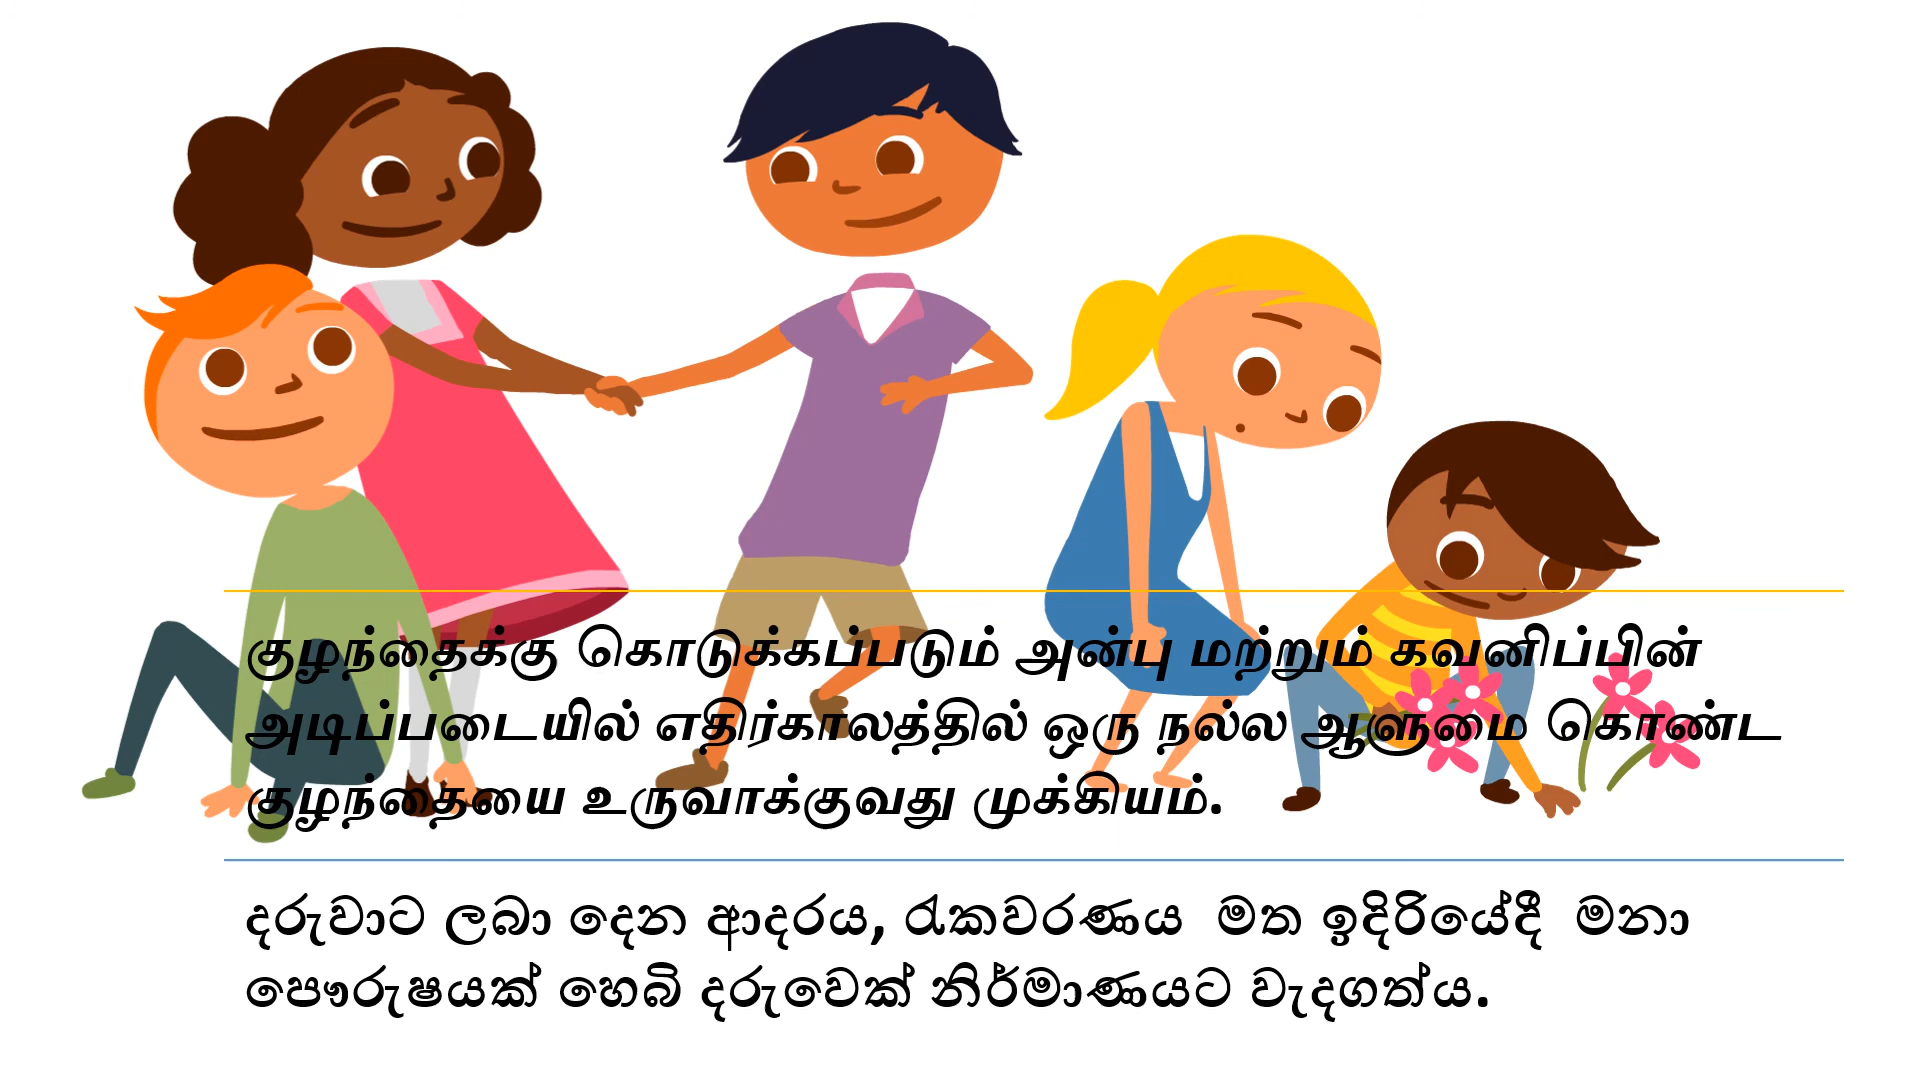 குழந்தைக்கு கொடுக்கப்படும் அன்பு மற்றும் கவனிப்பின்
அடிப்படையில் எதிர்காலத்தில் ஒரு நல்ல ஆளுமை கொண்ட
குழந்தையை உருவாக்குவது முக்கியம்.
දරුවාට ලබා දෙන ආදරය, රැකවරණය මත ඉදිරියේදී මනා
පෞරුෂයක් හෙබි දරුවෙක් නිර්මාණයට වැදගත්ය.